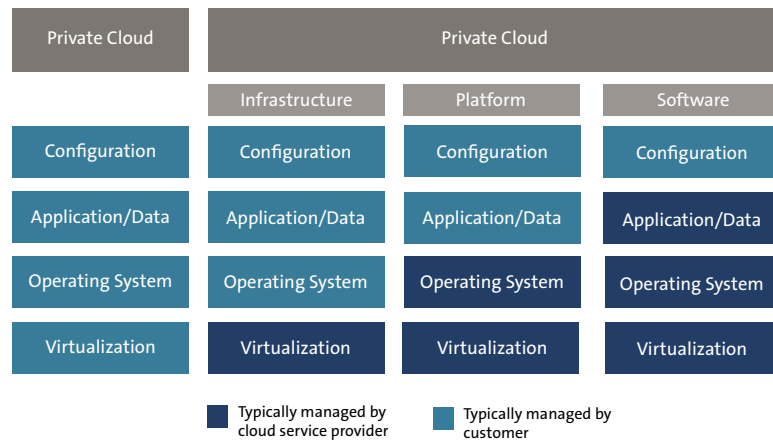 Private Cloud
Private Cloud
Infrastructure
Platform
Software
Configuration
Configuration
Configuration
Configuration
Application/Data
Application/Data
Application/Data
Application/Data
Operating System
Operating System
Operating System
Operating System
Virtualization
Virtualization
Virtualization
Virtualization
Typically managed by
cloud service provider
Typically managed by
customer